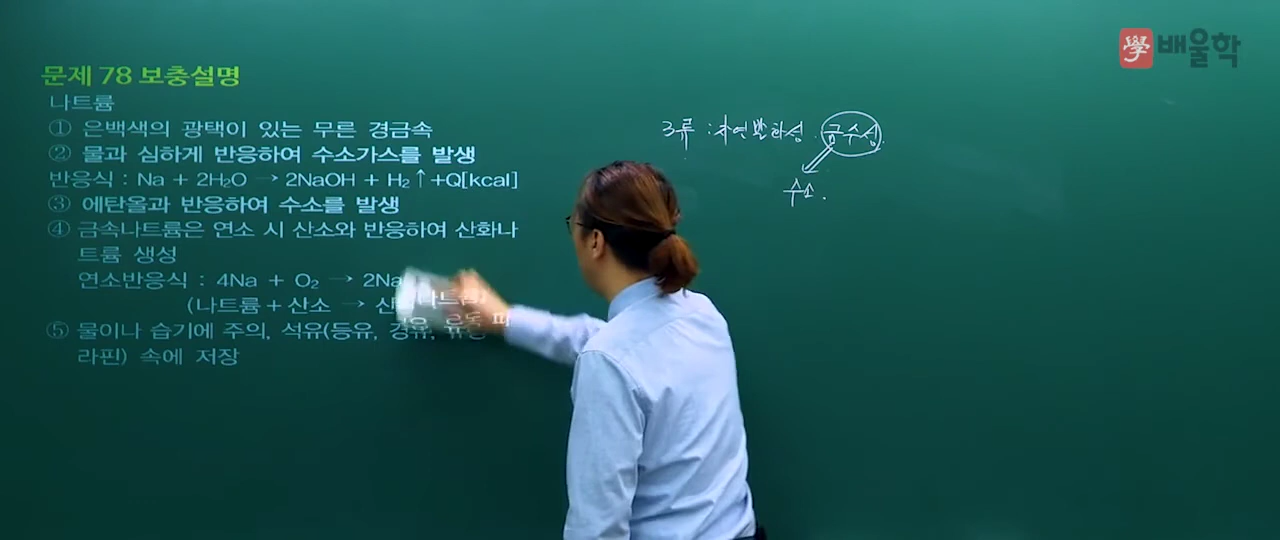 學 배울학
문제 78 보충설명
나트륨
① 은백색의 광택이 있는 무른 경금속
② 물과 심하게 반응하여 수소가스를 발생
반응식 : Na + 2H₂O → 2NaOH + H₂↑+Q[kcal]
③ 에탄올과 반응하여 수소를 발생
④ 금속나트륨은 연소 시 산소와 반응하여 산화나
트륨 생성
연소반응식 : 4Na + O₂ → 2Na
(나트륨 + 산소 → 산화나트륨)
⑤ 물이나 습기에 주의, 석유(등유, 경유, 유동 파
라핀) 속에 저장
3류 : 자연발화성. 금수성.
수소.